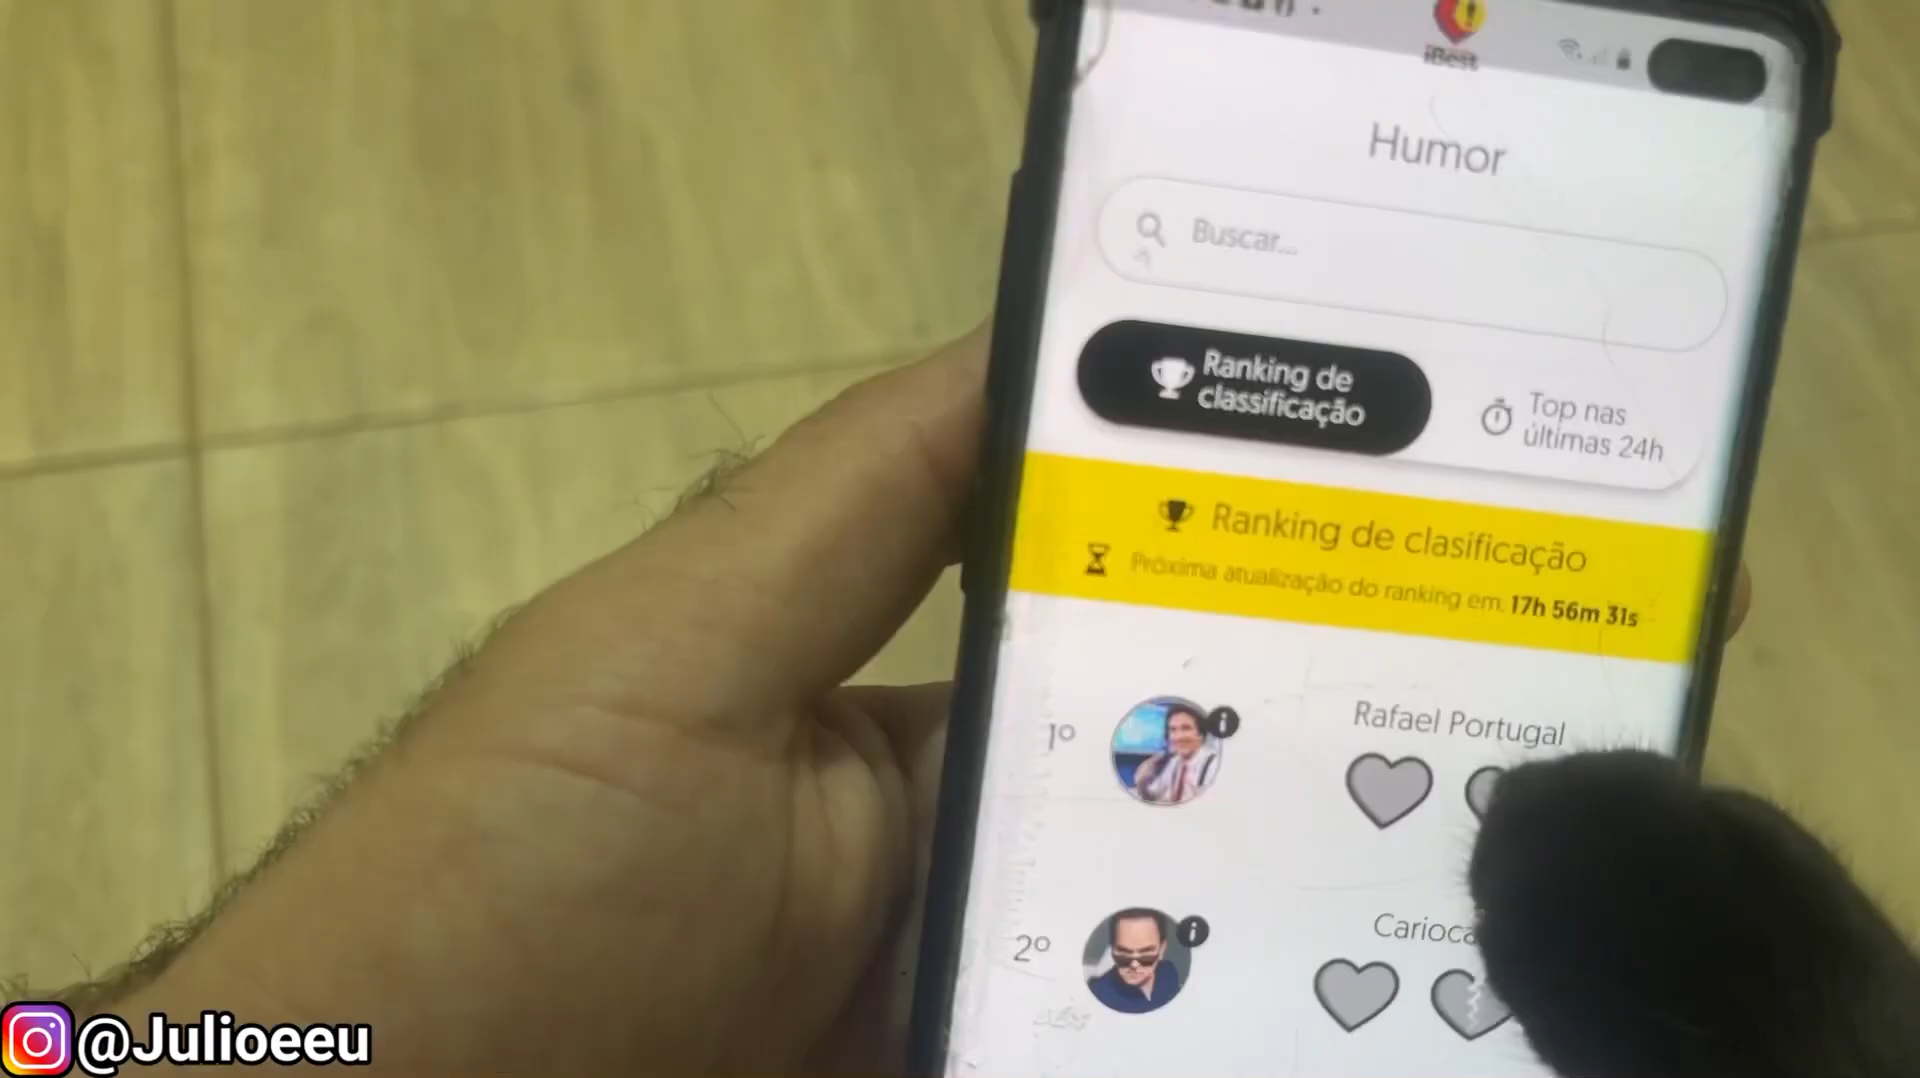 iBest
Humor
Buscar...
Ranking de
classificação
Top nas
últimas 24h
Ranking de clasificação
Próxima atualização do ranking em: 17h 56m 31s
1º
Rafael Portugal
2º
Carioca
@Julioeeu